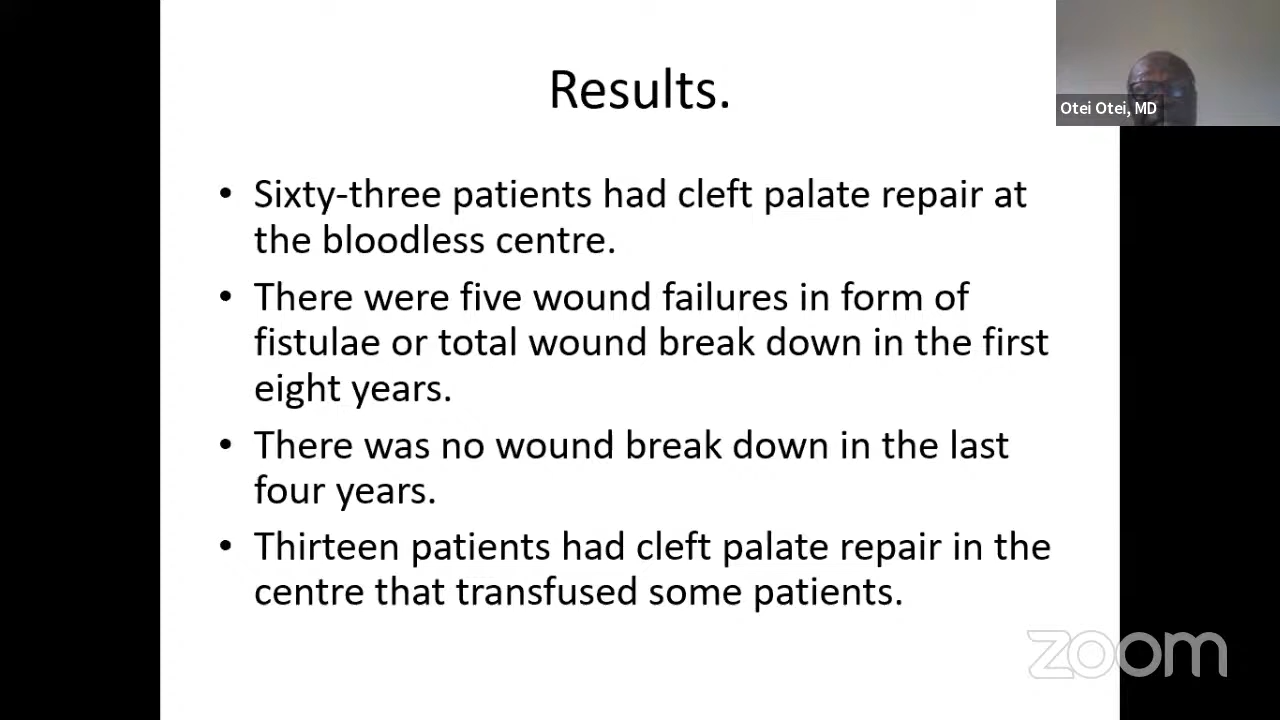 Results.
Otei Otei, MD
• Sixty-three patients had cleft palate repair at
the bloodless centre.
• There were five wound failures in form of
fistulae or total wound break down in the first
eight years.
• There was no wound break down in the last
four years.
• Thirteen patients had cleft palate repair in the
centre that transfused some patients.
zoom